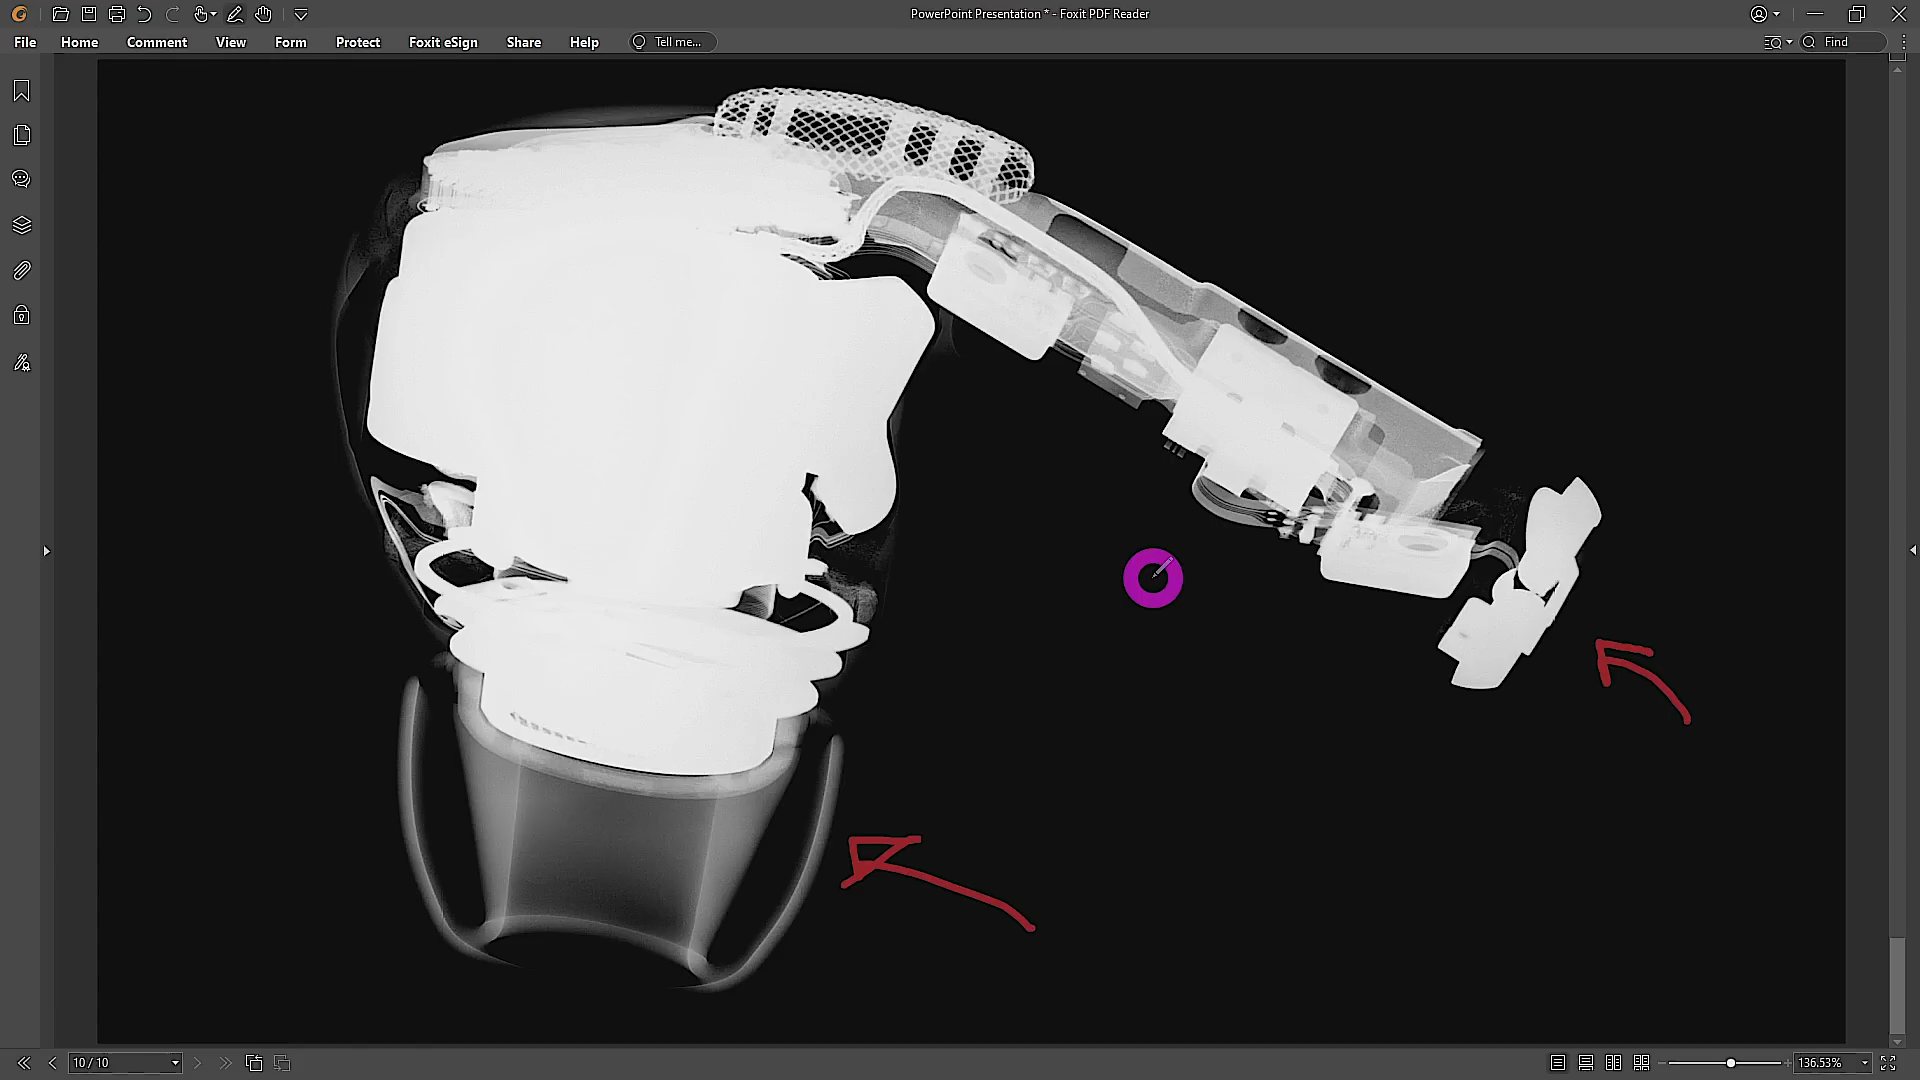 PowerPoint Presentation * - Foxit PDF Reader
File Home Comment View Form Protect Foxit eSign Share Help Tell me... Find
10 / 10 136.53%